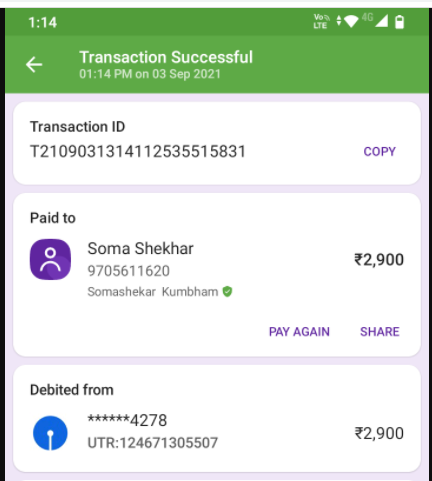 1:14
Vo
LTE
4G
Transaction Successful
01:14 PM on 03 Sep 2021
Transaction ID
T2109031314112535515831
COPY
Paid to
Soma Shekhar
9705611620
₹2,900
Somashekar Kumbham
PAY AGAIN SHARE
Debited from
******4278
UTR:124671305507
₹2,900